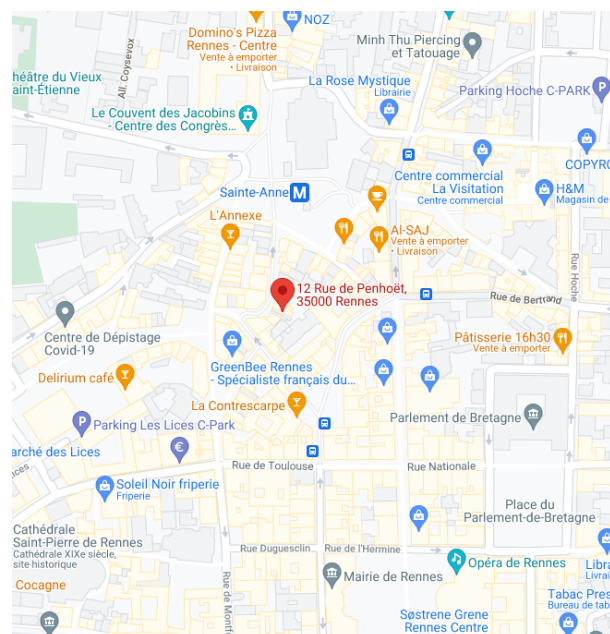 NOZ
Domino's Pizza
Rennes - Centre
Vente à emporter
• Livraison
Minh Thu Piercing
et Tatouage
All. Coysevox
héâtre du Vieux
aint-Étienne
La Rose Mystique
Librairie
Parking Hoche C-PARK
P
Le Couvent des Jacobins
- Centre des Congrès...
COPYRO
Centre commercial
La Visitation
Centre commercial
H&M
Magasin de
Sainte-Anne
M
L'Annexe
Al-SAJ
Vente à emporter
• Livraison
Rue Hoche
12 Rue de Penhoët,
35000 Rennes
Rue de Bertrand
Centre de Dépistage
Covid-19
Pâtisserie 16h30
Vente à emporter
GreenBee Rennes
- Spécialiste français du...
Delirium café
La Contrescarpe
Parlement de Bretagne
P
Parking Les Lices C-Park
€
arché des Lices
ices
Rue de Toulouse
Rue Nationale
Soleil Noir friperie
Friperie
Place du
Parlement-de-Bretagne
Cathédrale
Saint-Pierre de Rennes
Cathédrale XIXe siècle,
site historique
Rue Duguesclin
Rue de l'Hermine
Opéra de Rennes
Libra
Livrai
Mairie de Rennes
Cocagne
Rue de Montf
Tabac Pres
Bureau de tab
Søstrene Grene
Rennes Centre